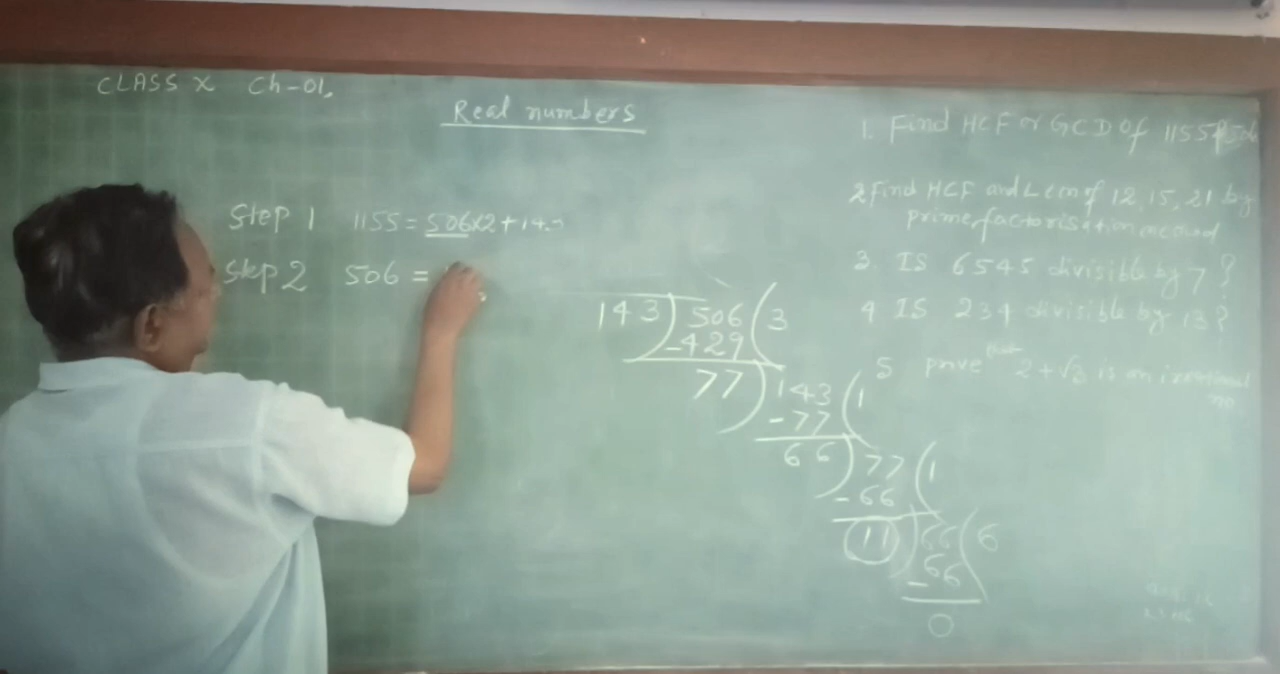 CLASS X Ch-01,
Real numbers
Step 1 1155 = 506x2+143
Step 2 506 =
143) 506 (3
-429
77) 143 (1
-77
66) 77 (1
-66
11) 66 (6
-66
0
1. Find HCF or GCD of 1155 & 506
2 Find HCF and LCM of 12, 15, 21 by
prime factorisation method
3. IS 6545 divisible by 7 ?
4 IS 234 divisible by 13 ?
5 prove that 2+√3 is an irrational
no